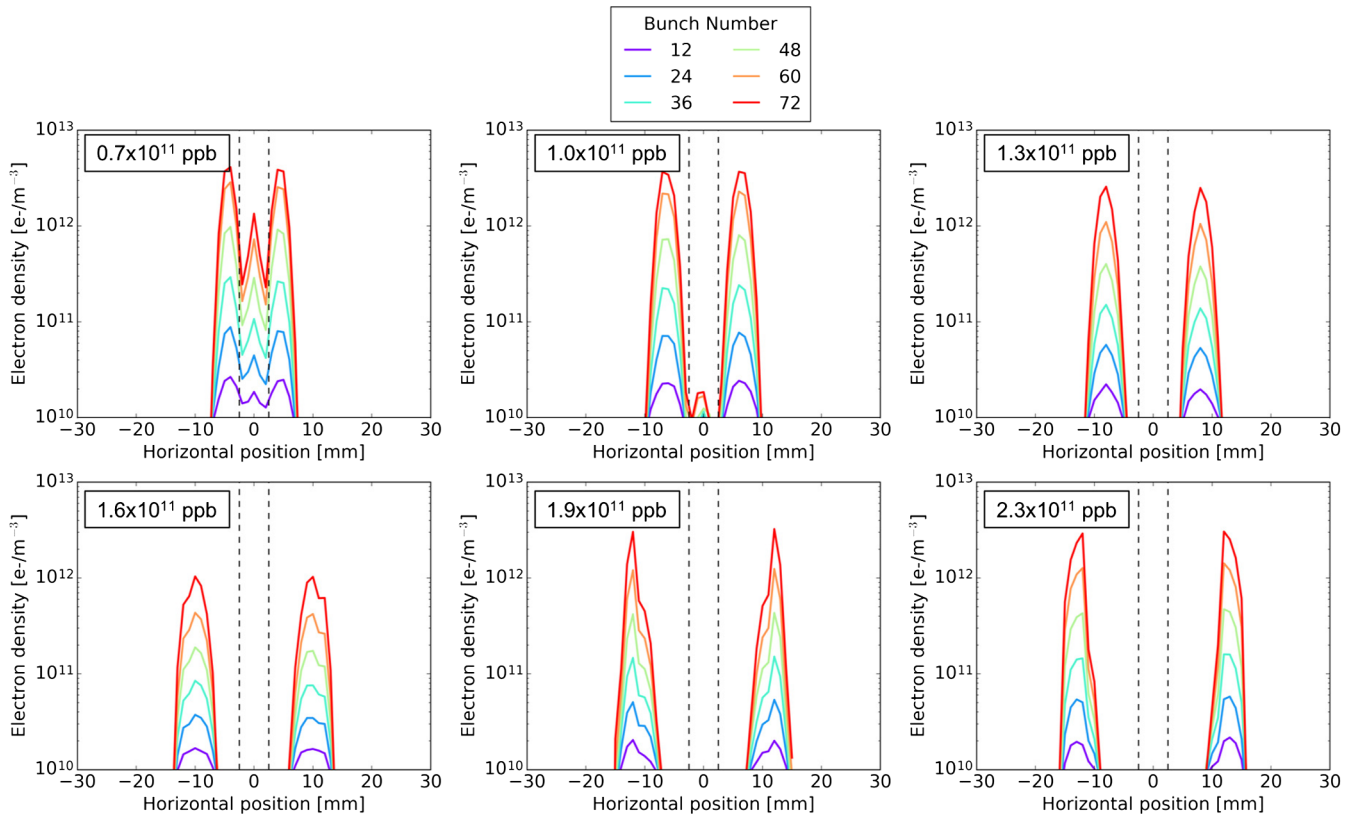 Bunch Number
12 48
24 60
36 72
0.7x10¹¹ ppb
10¹³
10¹²
10¹¹
10¹⁰
Electron density [e-/m⁻³]
−30 −20 −10 0 10 20 30
Horizontal position [mm]
1.0x10¹¹ ppb
10¹³
10¹²
10¹¹
10¹⁰
Electron density [e-/m⁻³]
−30 −20 −10 0 10 20 30
Horizontal position [mm]
1.3x10¹¹ ppb
10¹³
10¹²
10¹¹
10¹⁰
Electron density [e-/m⁻³]
−30 −20 −10 0 10 20 30
Horizontal position [mm]
1.6x10¹¹ ppb
10¹³
10¹²
10¹¹
10¹⁰
Electron density [e-/m⁻³]
−30 −20 −10 0 10 20 30
Horizontal position [mm]
1.9x10¹¹ ppb
10¹³
10¹²
10¹¹
10¹⁰
Electron density [e-/m⁻³]
−30 −20 −10 0 10 20 30
Horizontal position [mm]
2.3x10¹¹ ppb
10¹³
10¹²
10¹¹
10¹⁰
Electron density [e-/m⁻³]
−30 −20 −10 0 10 20 30
Horizontal position [mm]